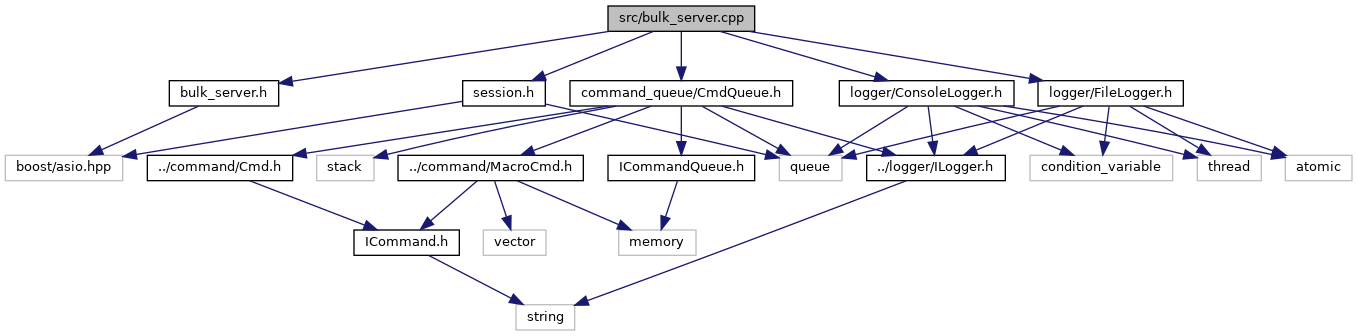 src/bulk_server.cpp
bulk_server.h
session.h
command_queue/CmdQueue.h
logger/ConsoleLogger.h
logger/FileLogger.h
boost/asio.hpp
../command/Cmd.h
stack
../command/MacroCmd.h
ICommandQueue.h
queue
../logger/ILogger.h
condition_variable
thread
atomic
ICommand.h
vector
memory
string